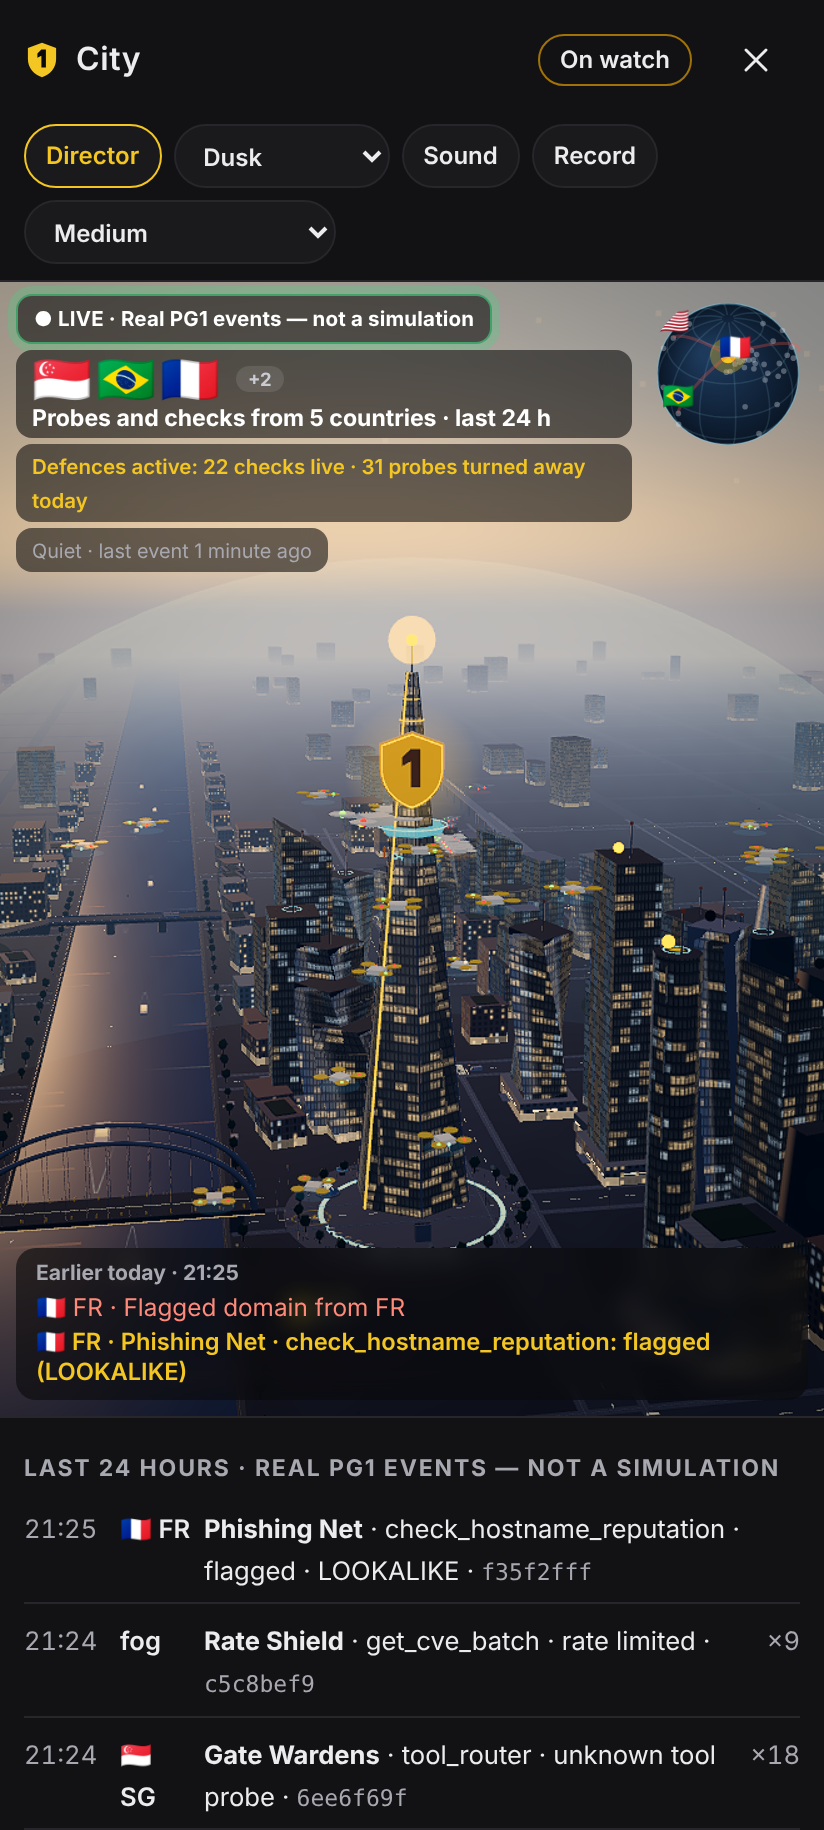 1 City On watch
Director Dusk Sound Record
Medium
LIVE · Real PG1 events — not a simulation
+2
Probes and checks from 5 countries · last 24 h
Defences active: 22 checks live · 31 probes turned away
today
Quiet · last event 1 minute ago
1
Earlier today · 21:25
FR · Flagged domain from FR
FR · Phishing Net · check_hostname_reputation: flagged
(LOOKALIKE)
LAST 24 HOURS · REAL PG1 EVENTS — NOT A SIMULATION
21:25 FR Phishing Net · check_hostname_reputation ·
flagged · LOOKALIKE · f35f2fff
21:24 fog Rate Shield · get_cve_batch · rate limited · ×9
c5c8bef9
21:24 Gate Wardens · tool_router · unknown tool ×18
SG probe · 6ee6f69f